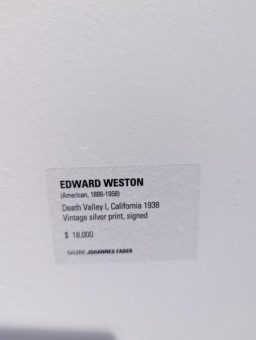 EDWARD WESTON
(American, 1886-1958)
Death Valley I, California 1938
Vintage silver print, signed
$ 18,000
GALERIE JOHANNES FABER